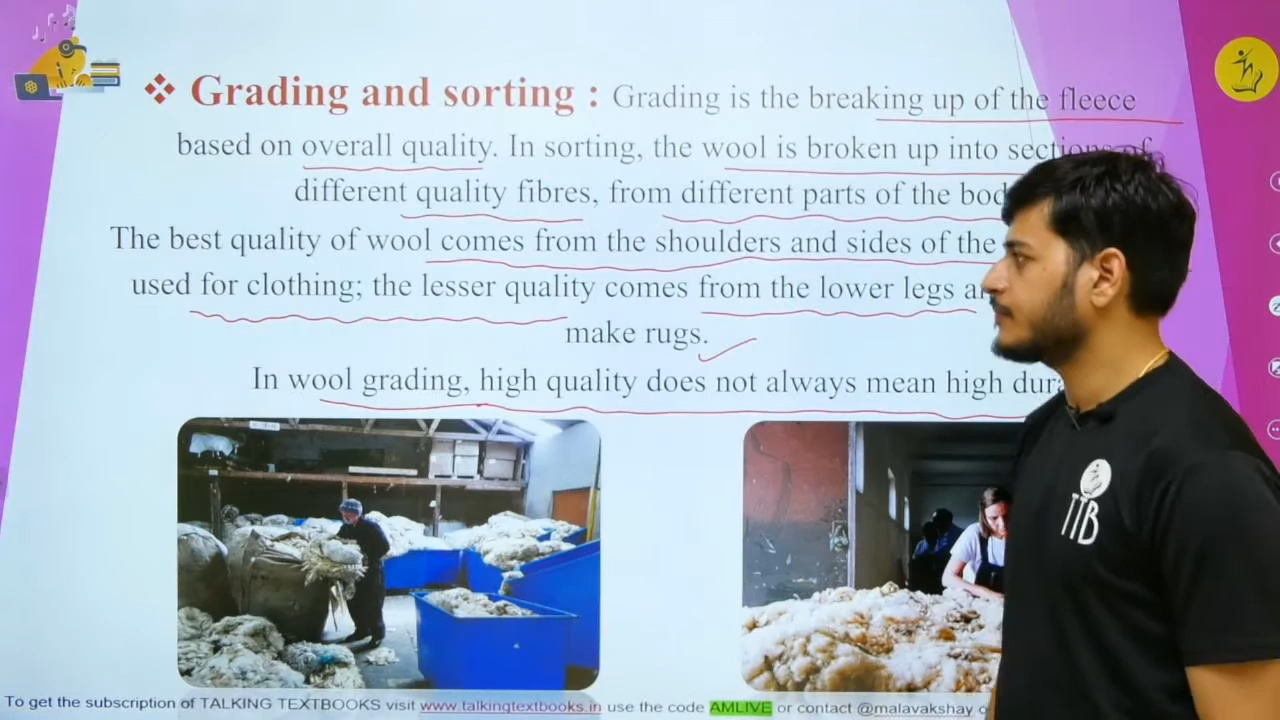 ❖ Grading and sorting : Grading is the breaking up of the fleece
based on overall quality. In sorting, the wool is broken up into sections of
different quality fibres, from different parts of the
The best quality of wool comes from the shoulders and sides of the
used for clothing; the lesser quality comes from the lower legs
make rugs.
In wool grading, high quality does not always mean high
TTB
To get the subscription of TALKING TEXTBOOKS visit www.talkingtextbooks.in use the code AMLIVE or contact @malavakshay